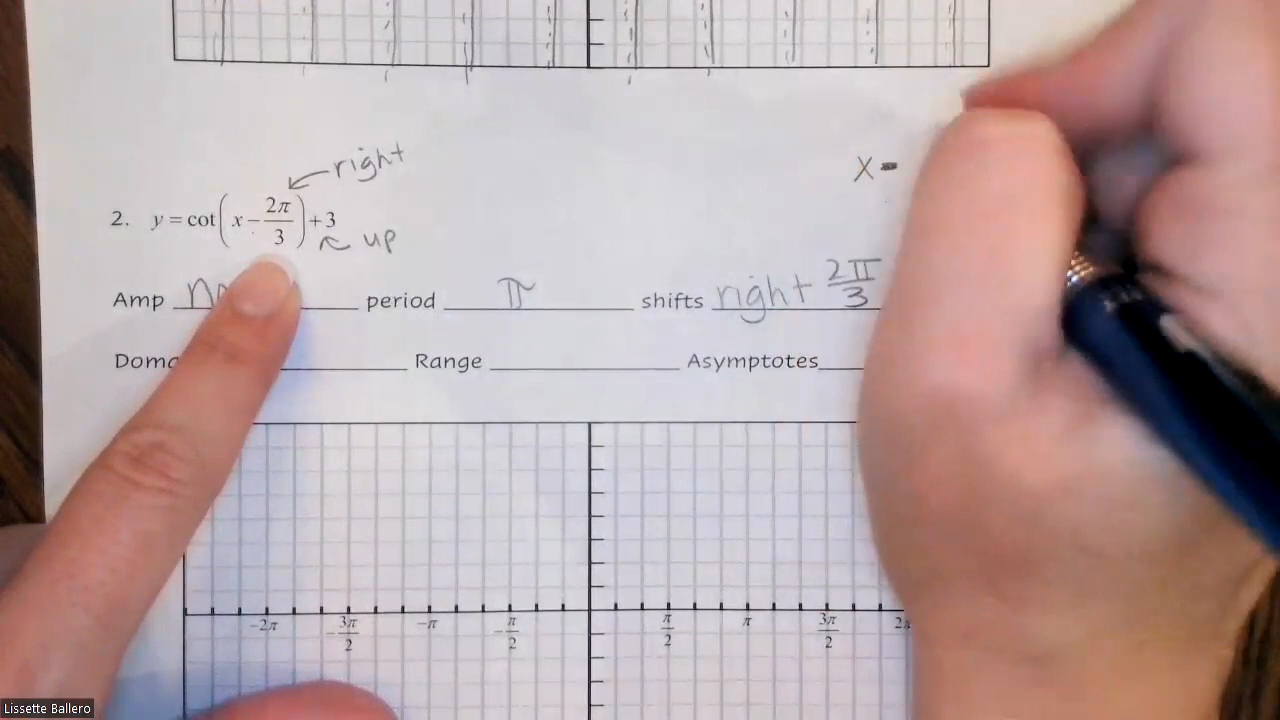 right
x -
2. y = cot(x - 2π/3) + 3
up
Amp period π shifts right 2π/3
Range Asymptotes
-2π -3π/2 -π -π/2 π/2 π 3π/2
Lissette Ballero